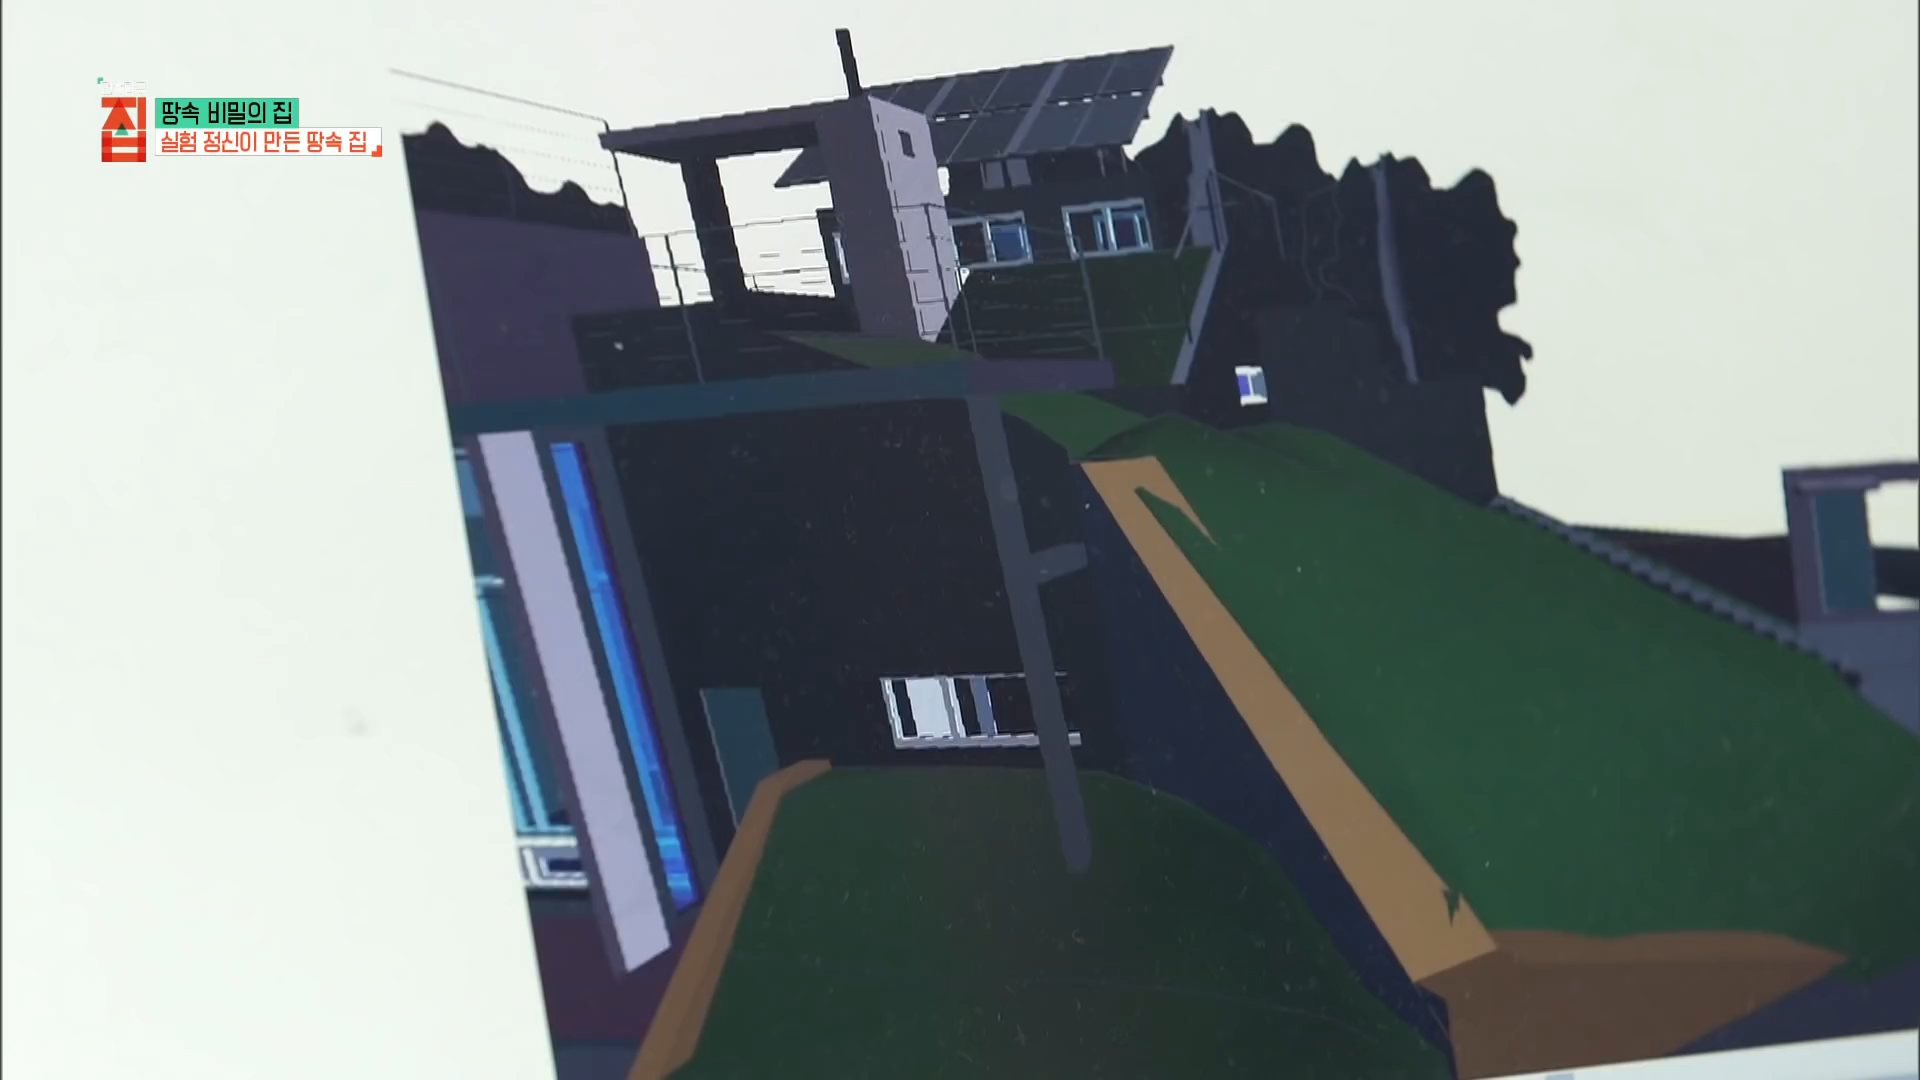 집
땅속 비밀의 집
실험 정신이 만든 땅속 집